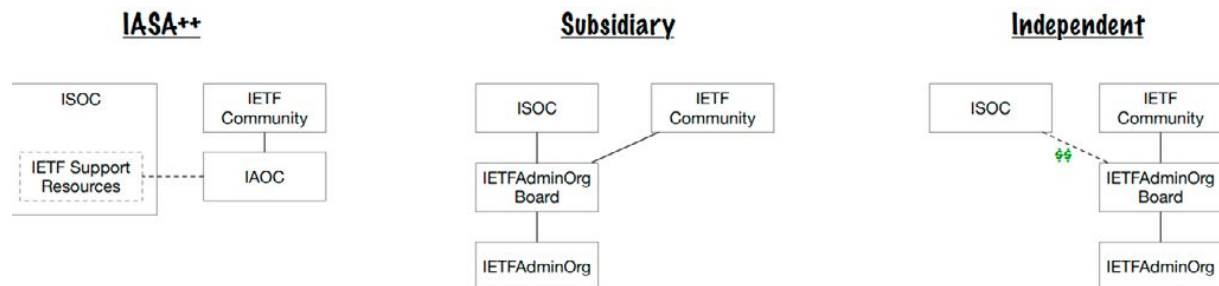 IASA++
ISOC
IETF
Community
IETF Support
Resources
IAOC
Subsidiary
ISOC
IETF
Community
IETFAdminOrg
Board
IETFAdminOrg
Independent
ISOC
IETF
Community
$$
IETFAdminOrg
Board
IETFAdminOrg